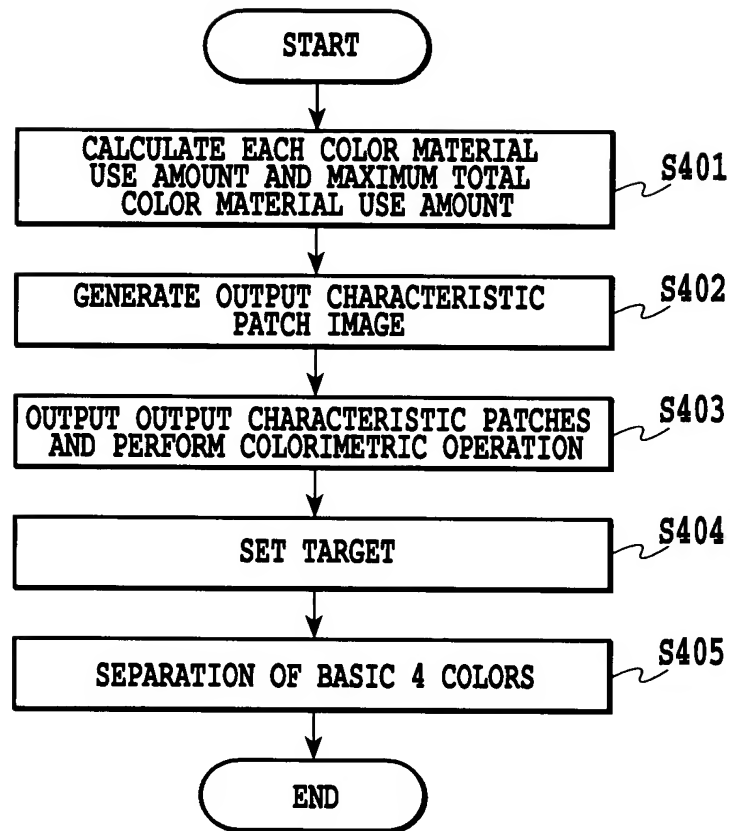 START
CALCULATE EACH COLOR MATERIAL
USE AMOUNT AND MAXIMUM TOTAL
COLOR MATERIAL USE AMOUNT
S401
GENERATE OUTPUT CHARACTERISTIC
PATCH IMAGE
S402
OUTPUT OUTPUT CHARACTERISTIC PATCHES
AND PERFORM COLORIMETRIC OPERATION
S403
SET TARGET
S404
SEPARATION OF BASIC 4 COLORS
S405
END